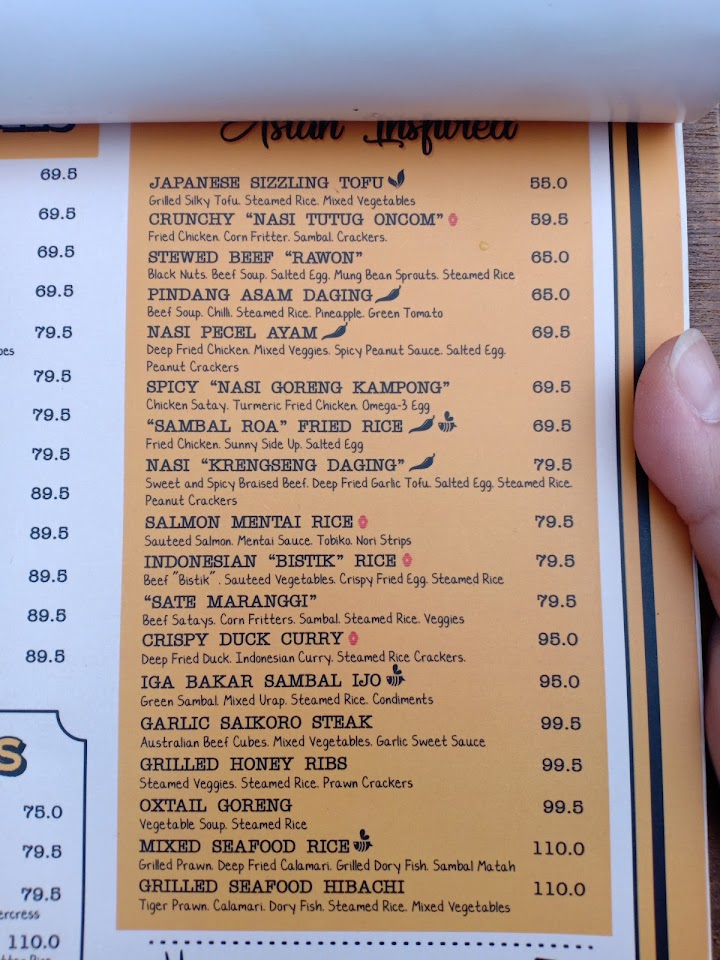 Asian Inspired
JAPANESE SIZZLING TOFU 55.0
Grilled Silky Tofu. Steamed Rice. Mixed Vegetables
CRUNCHY "NASI TUTUG ONCOM" 59.5
Fried Chicken. Corn Fritter. Sambal. Crackers.
STEWED BEEF "RAWON" 65.0
Black Nuts. Beef Soup. Salted Egg. Mung Bean Sprouts. Steamed Rice
PINDANG ASAM DAGING 65.0
Beef Soup. Chilli. Steamed Rice. Pineapple. Green Tomato
NASI PECEL AYAM 69.5
Deep Fried Chicken. Mixed Veggies. Spicy Peanut Sauce. Salted Egg.
Peanut Crackers
SPICY "NASI GORENG KAMPONG" 69.5
Chicken Satay. Turmeric Fried Chicken. Omega-3 Egg
"SAMBAL ROA" FRIED RICE 69.5
Fried Chicken. Sunny Side Up. Salted Egg
NASI "KRENGSENG DAGING" 79.5
Sweet and Spicy Braised Beef. Deep Fried Garlic Tofu. Salted Egg. Steamed Rice.
Peanut Crackers
SALMON MENTAI RICE 79.5
Sauteed Salmon. Mentai Sauce. Tobiko. Nori Strips
INDONESIAN "BISTIK" RICE 79.5
Beef "Bistik". Sauteed Vegetables. Crispy Fried Egg. Steamed Rice
"SATE MARANGGI" 79.5
Beef Satays. Corn Fritters. Sambal. Steamed Rice. Veggies
CRISPY DUCK CURRY 95.0
Deep Fried Duck. Indonesian Curry. Steamed Rice Crackers.
IGA BAKAR SAMBAL IJO 95.0
Green Sambal. Mixed Urap. Steamed Rice. Condiments
GARLIC SAIKORO STEAK 99.5
Australian Beef Cubes. Mixed Vegetables. Garlic Sweet Sauce
GRILLED HONEY RIBS 99.5
Steamed Veggies. Steamed Rice. Prawn Crackers
OXTAIL GORENG 99.5
Vegetable Soup. Steamed Rice
MIXED SEAFOOD RICE 110.0
Grilled Prawn. Deep Fried Calamari. Grilled Dory Fish. Sambal Matah
GRILLED SEAFOOD HIBACHI 110.0
Tiger Prawn. Calamari. Dory Fish. Steamed Rice. Mixed Vegetables
69.5
69.5
69.5
69.5
79.5
79.5
79.5
79.5
89.5
89.5
89.5
89.5
89.5
S
75.0
79.5
79.5
110.0